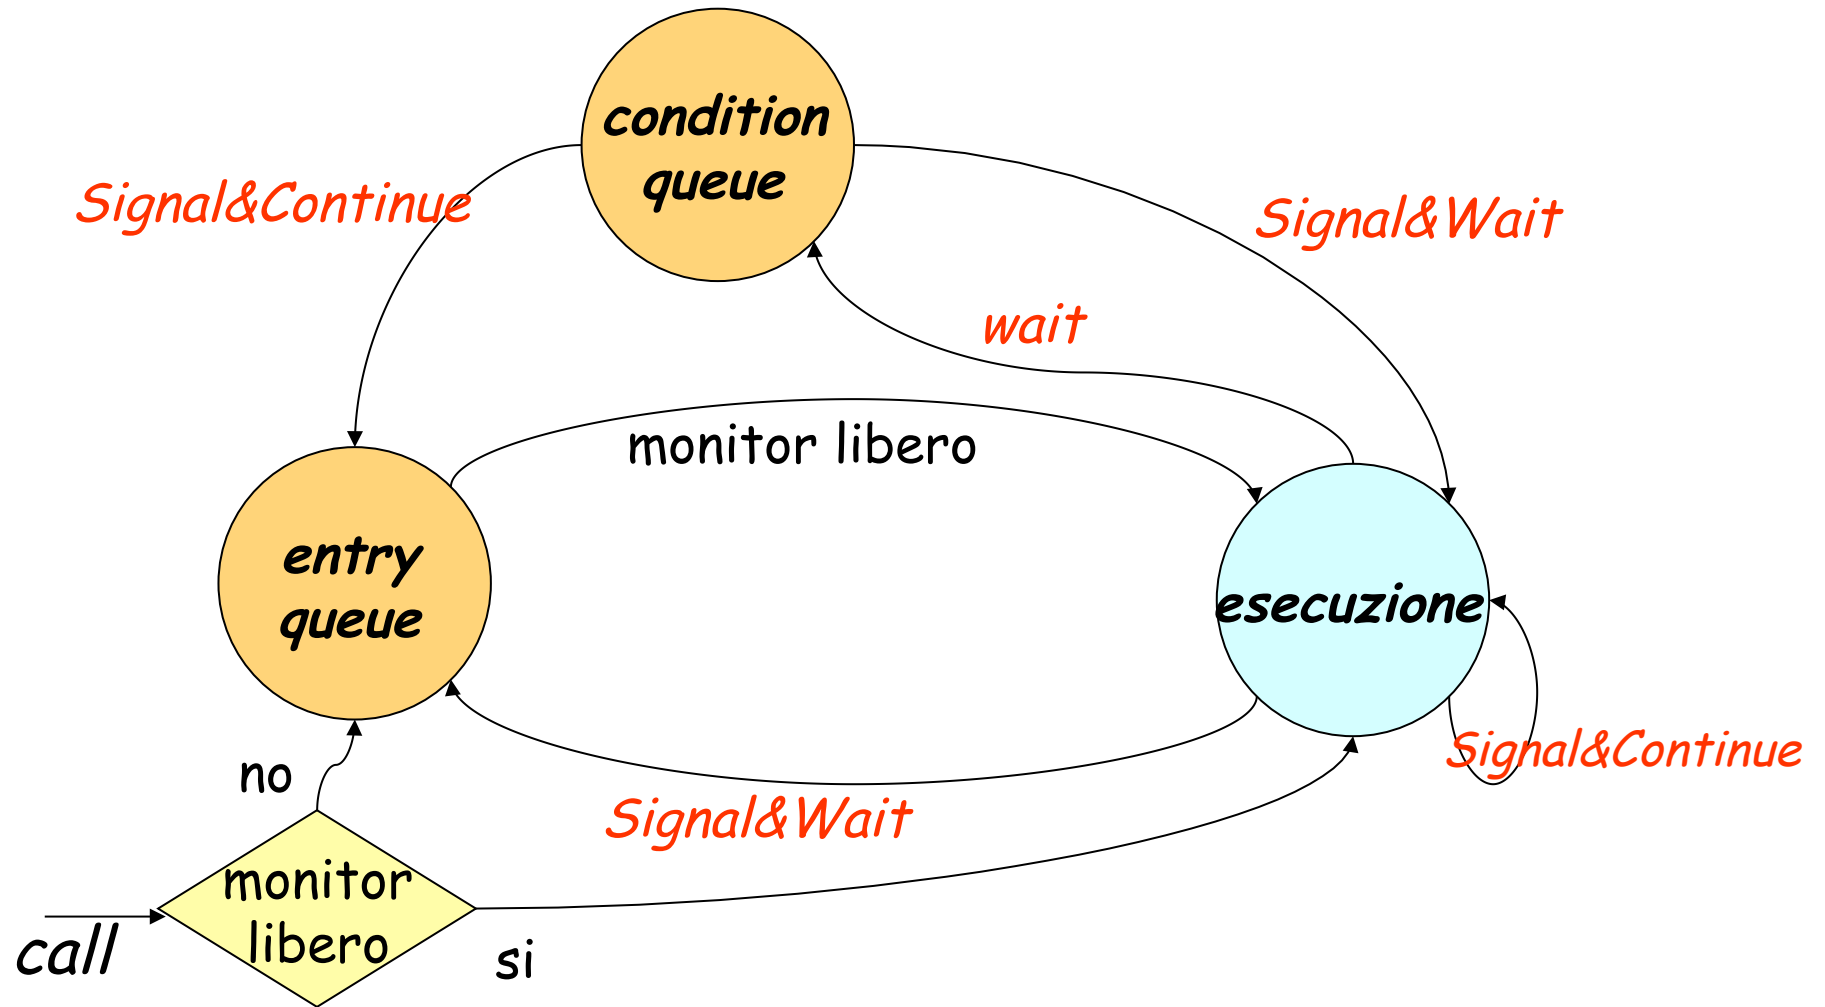 condition
queue
Signal&Continue
Signal&Wait
wait
monitor libero
entry
queue
esecuzione
Signal&Continue
no
Signal&Wait
monitor
libero
call
si